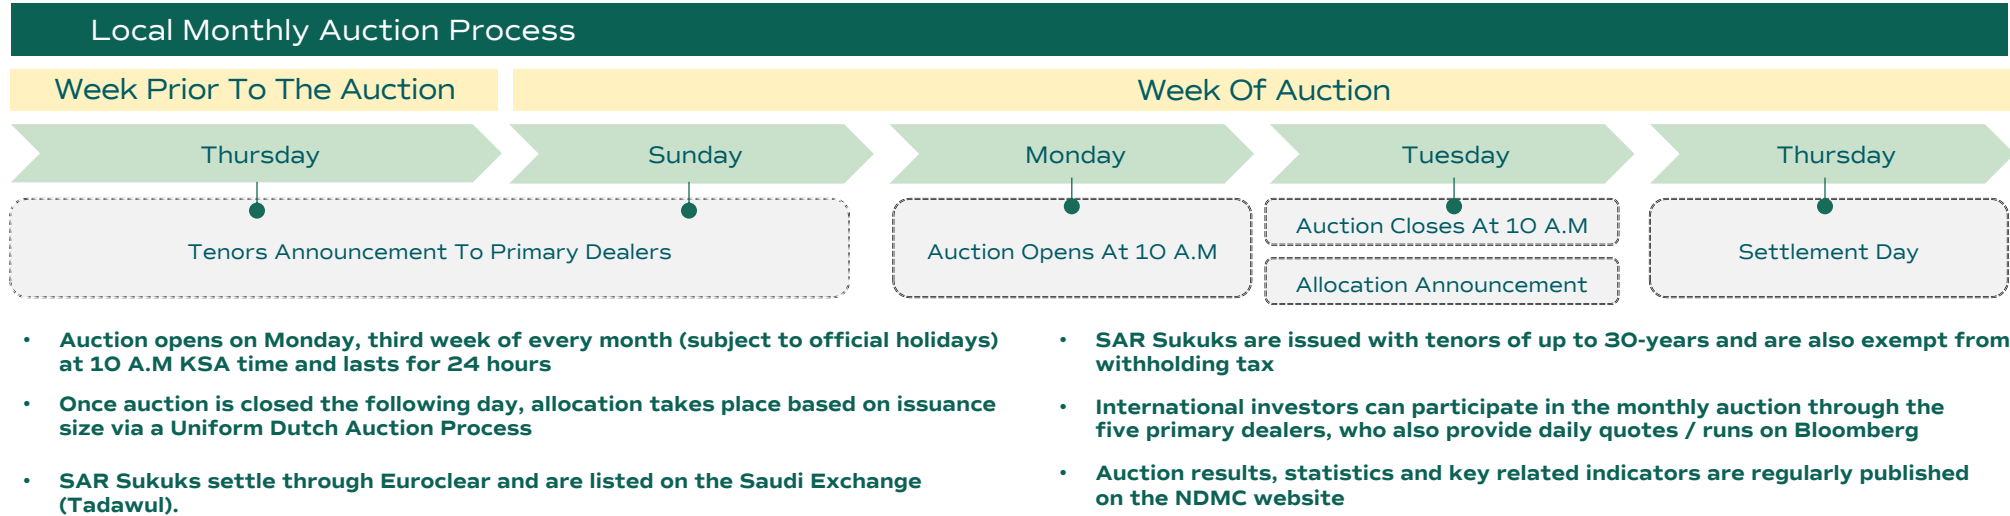 Local Monthly Auction Process
Week Prior To The Auction
Week Of Auction
Thursday
Sunday
Monday
Tuesday
Thursday
Tenors Announcement To Primary Dealers
Auction Opens At 10 A.M
Auction Closes At 10 A.M
Allocation Announcement
Settlement Day
• Auction opens on Monday, third week of every month (subject to official holidays)
at 10 A.M KSA time and lasts for 24 hours
• Once auction is closed the following day, allocation takes place based on issuance
size via a Uniform Dutch Auction Process
• SAR Sukuks settle through Euroclear and are listed on the Saudi Exchange
(Tadawul).
• SAR Sukuks are issued with tenors of up to 30-years and are also exempt from
withholding tax
• International investors can participate in the monthly auction through the
five primary dealers, who also provide daily quotes / runs on Bloomberg
• Auction results, statistics and key related indicators are regularly published
on the NDMC website